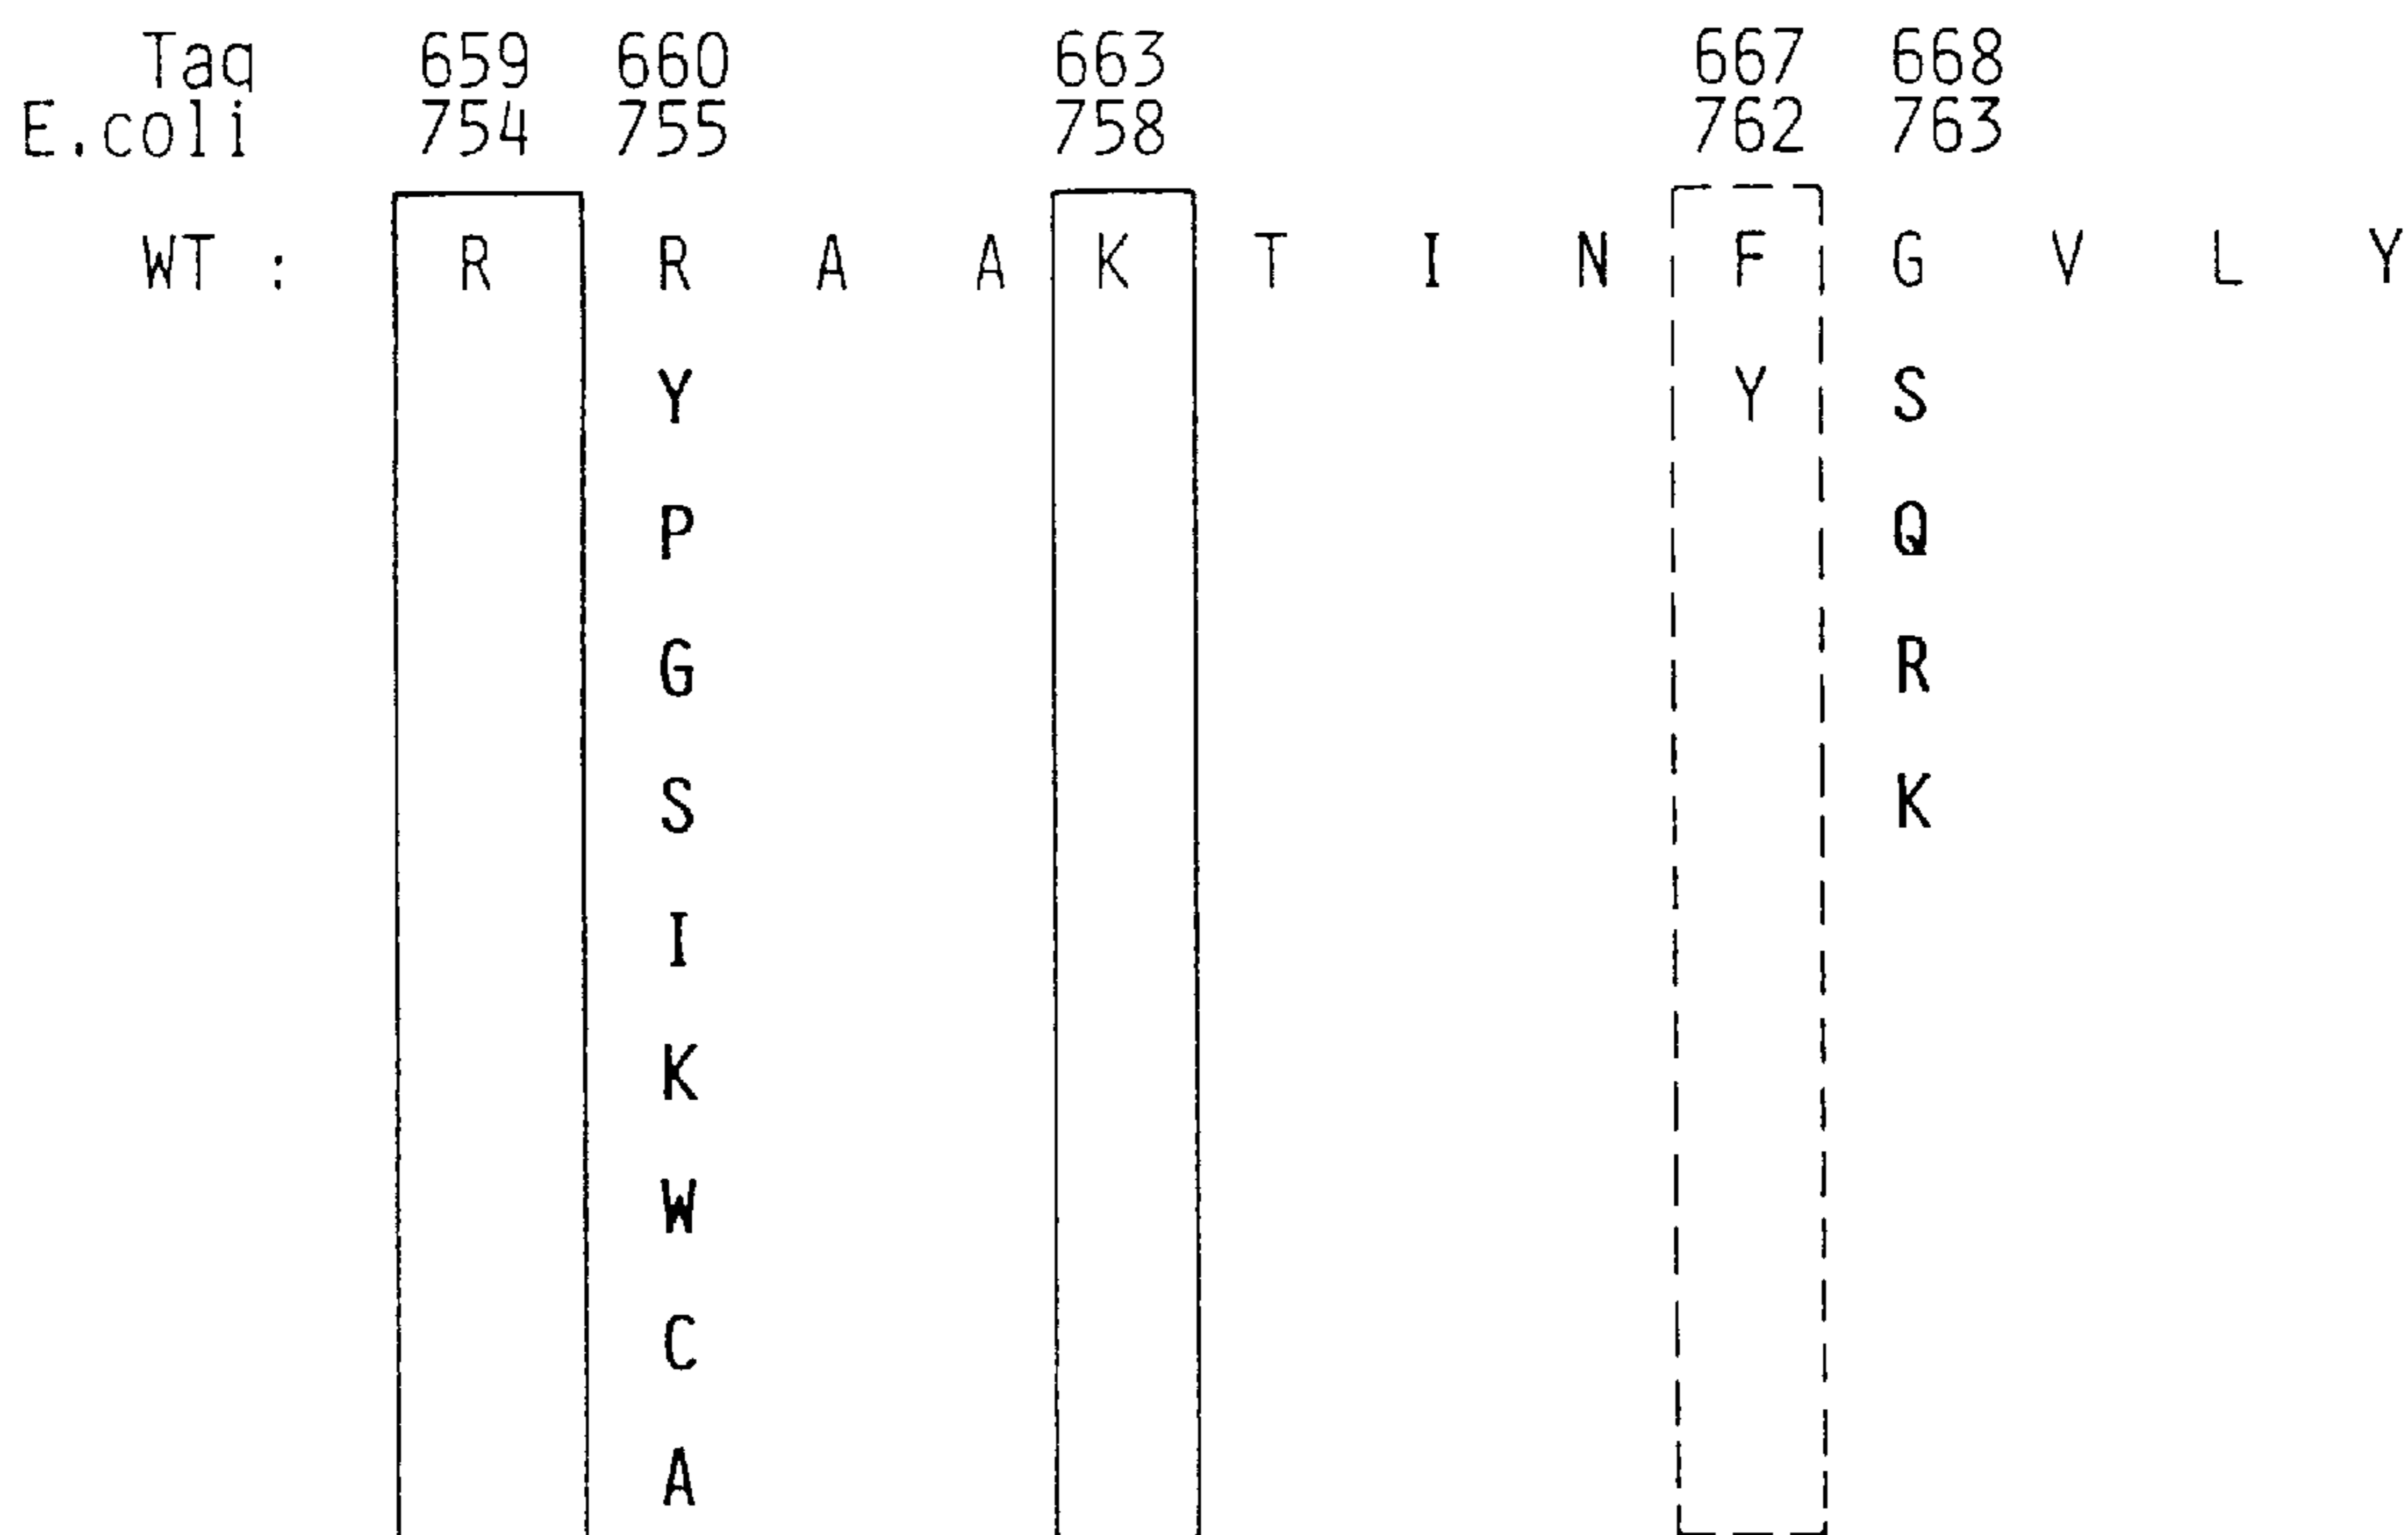 Taq 659 660 663 667 668
E.coli 754 755 758 762 763
WT : R R A A K T I N F G V L Y
Y Y S
P Q
G R
S K
I
K
W
C
A